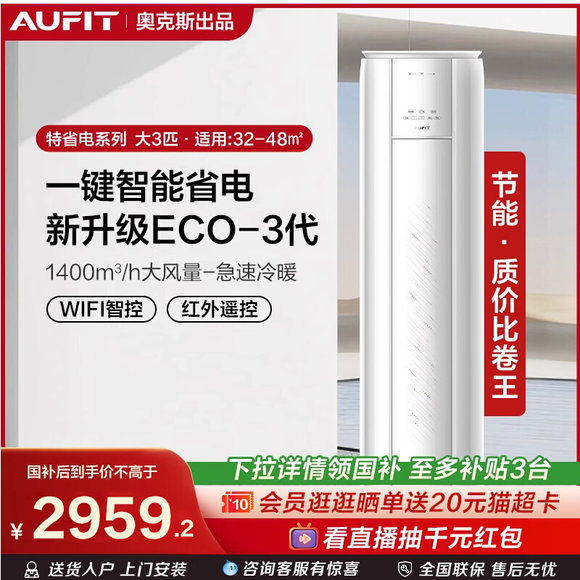 AUFIT 奥克斯出品
特省电系列 大3匹·适用:32-48㎡
一键智能省电
新升级ECO-3代
1400m³/h大风量-急速冷暖
WIFI智控 红外遥控
AUFIT
节能·质价比卷王
国补后到手价不高于
¥2959.2
下拉详情领国补 至多补贴3台
10 会员逛逛晒单送20元猫超卡
看直播抽千元红包
送货入户 上门安装
咨询客服有惊喜
全国联保 售后无忧